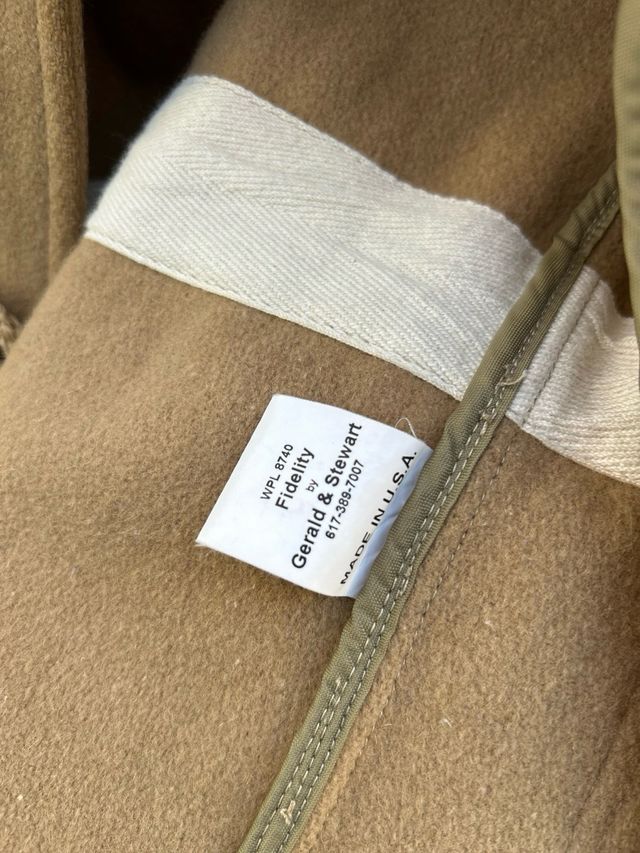 WPL 8740
Fidelity
by
Gerald & Stewart
617-389-7007
MADE IN U.S.A.